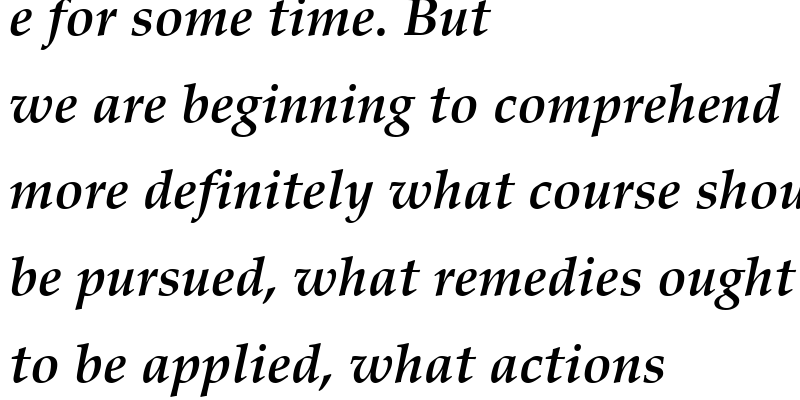 e for some time. But
we are beginning to comprehend
more definitely what course shou
be pursued, what remedies ought
to be applied, what actions